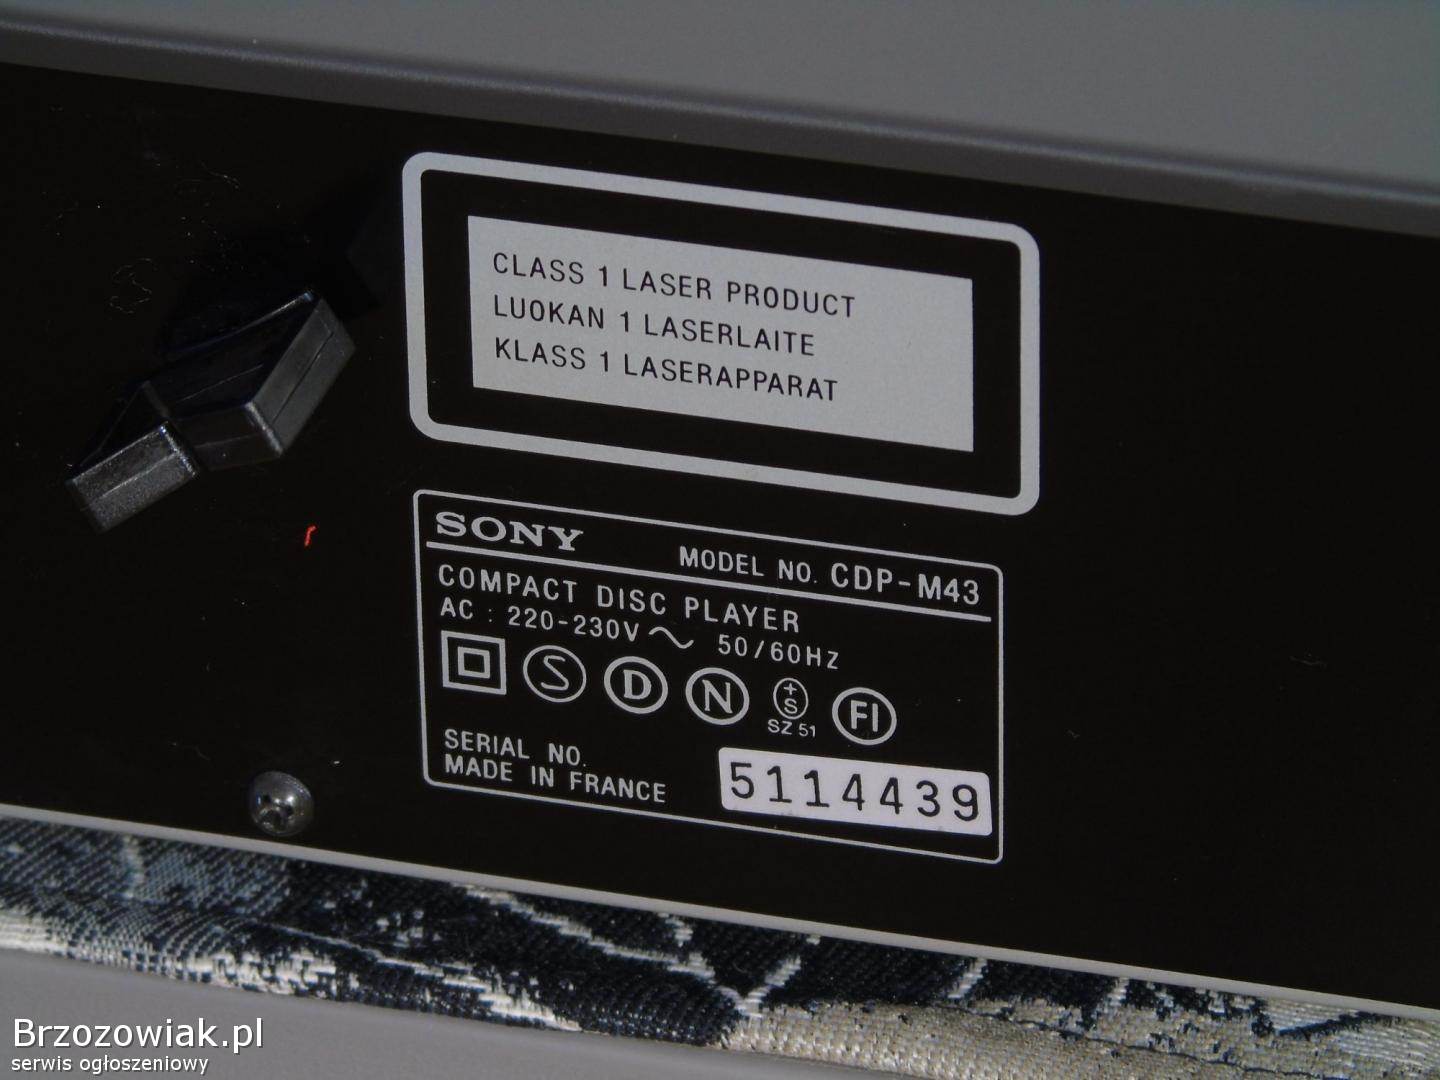 CLASS 1 LASER PRODUCT
LUOKAN 1 LASERLAITE
KLASS 1 LASERAPPARAT
SONY MODEL NO. CDP-M43
COMPACT DISC PLAYER
AC : 220-230V ~ 50/60HZ
S D N +S FI
SZ 51
SERIAL NO.
MADE IN FRANCE 5114439
Brzozowiak.pl
serwis ogłoszeniowy